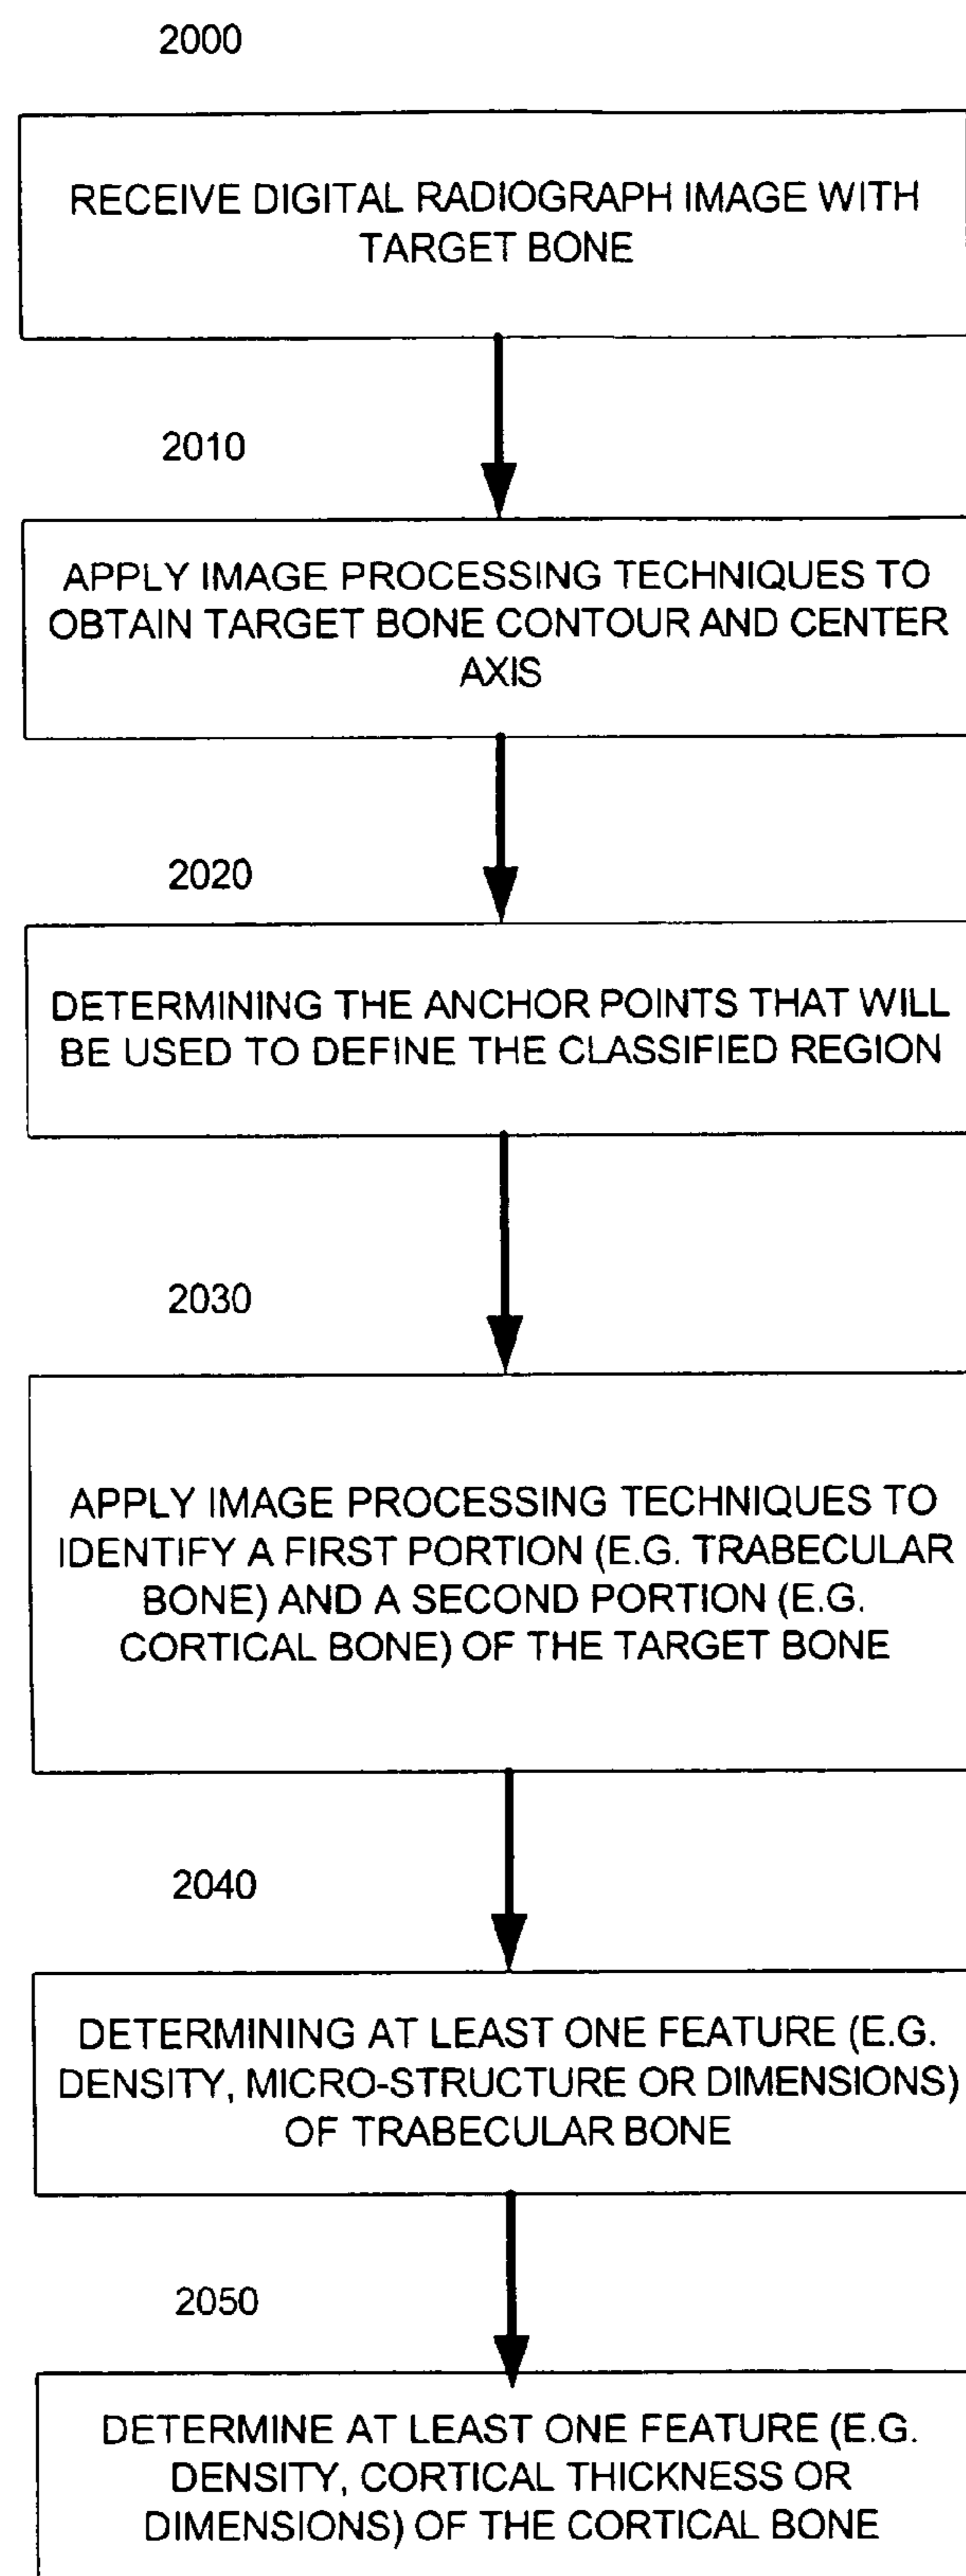 2000
RECEIVE DIGITAL RADIOGRAPH IMAGE WITH
TARGET BONE
2010
APPLY IMAGE PROCESSING TECHNIQUES TO
OBTAIN TARGET BONE CONTOUR AND CENTER
AXIS
2020
DETERMINING THE ANCHOR POINTS THAT WILL
BE USED TO DEFINE THE CLASSIFIED REGION
2030
APPLY IMAGE PROCESSING TECHNIQUES TO
IDENTIFY A FIRST PORTION (E.G. TRABECULAR
BONE) AND A SECOND PORTION (E.G.
CORTICAL BONE) OF THE TARGET BONE
2040
DETERMINING AT LEAST ONE FEATURE (E.G.
DENSITY, MICRO-STRUCTURE OR DIMENSIONS)
OF TRABECULAR BONE
2050
DETERMINE AT LEAST ONE FEATURE (E.G.
DENSITY, CORTICAL THICKNESS OR
DIMENSIONS) OF THE CORTICAL BONE